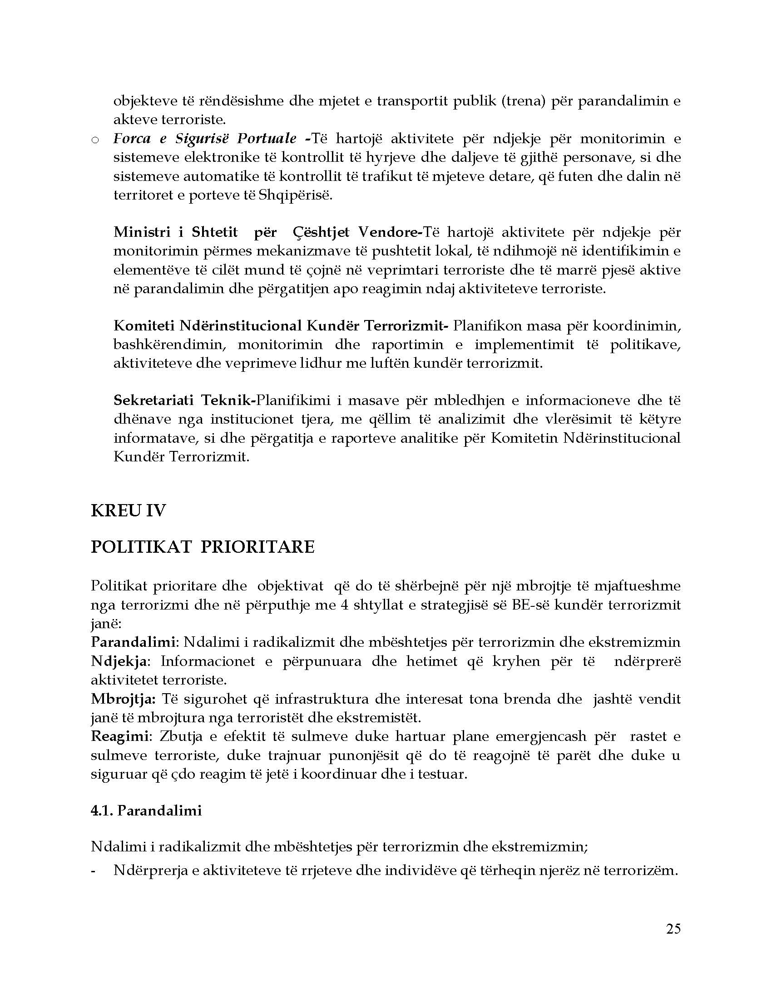 objekteve të rëndësishme dhe mjetet e transportit publik (trena) për parandalimin e
akteve terroriste.
o Forca e Sigurisë Portuale -Të hartojë aktivitete për ndjekje për monitorimin e
sistemeve elektronike të kontrollit të hyrjeve dhe daljeve të gjithë personave, si dhe
sistemeve automatike të kontrollit të trafikut të mjeteve detare, që futen dhe dalin në
territoret e porteve të Shqipërisë.
Ministri i Shtetit për Çështjet Vendore-Të hartojë aktivitete për ndjekje për
monitorimin përmes mekanizmave të pushtetit lokal, të ndihmojë në identifikimin e
elementëve të cilët mund të çojnë në veprimtari terroriste dhe të marrë pjesë aktive
në parandalimin dhe përgatitjen apo reagimin ndaj aktiviteteve terroriste.
Komiteti Ndërinstitucional Kundër Terrorizmit- Planifikon masa për koordinimin,
bashkërendimin, monitorimin dhe raportimin e implementimit të politikave,
aktiviteteve dhe veprimeve lidhur me luftën kundër terrorizmit.
Sekretariati Teknik-Planifikimi i masave për mbledhjen e informacioneve dhe të
dhënave nga institucionet tjera, me qëllim të analizimit dhe vlerësimit të këtyre
informatave, si dhe përgatitja e raporteve analitike për Komitetin Ndërinstitucional
Kundër Terrorizmit.
KREU IV
POLITIKAT PRIORITARE
Politikat prioritare dhe objektivat që do të shërbejnë për një mbrojtje të mjaftueshme
nga terrorizmi dhe në përputhje me 4 shtyllat e strategjisë së BE-së kundër terrorizmit
janë:
Parandalimi: Ndalimi i radikalizmit dhe mbështetjes për terrorizmin dhe ekstremizmin
Ndjekja: Informacionet e përpunuara dhe hetimet që kryhen për të ndërprerë
aktivitetet terroriste.
Mbrojtja: Të sigurohet që infrastruktura dhe interesat tona brenda dhe jashtë vendit
janë të mbrojtura nga terroristët dhe ekstremistët.
Reagimi: Zbutja e efektit të sulmeve duke hartuar plane emergjencash për rastet e
sulmeve terroriste, duke trajnuar punonjësit që do të reagojnë të parët dhe duke u
siguruar që çdo reagim të jetë i koordinuar dhe i testuar.
4.1. Parandalimi
Ndalimi i radikalizmit dhe mbështetjes për terrorizmin dhe ekstremizmin;
- Ndërprerja e aktiviteteve të rrjeteve dhe individëve që tërheqin njerëz në terrorizëm.
25